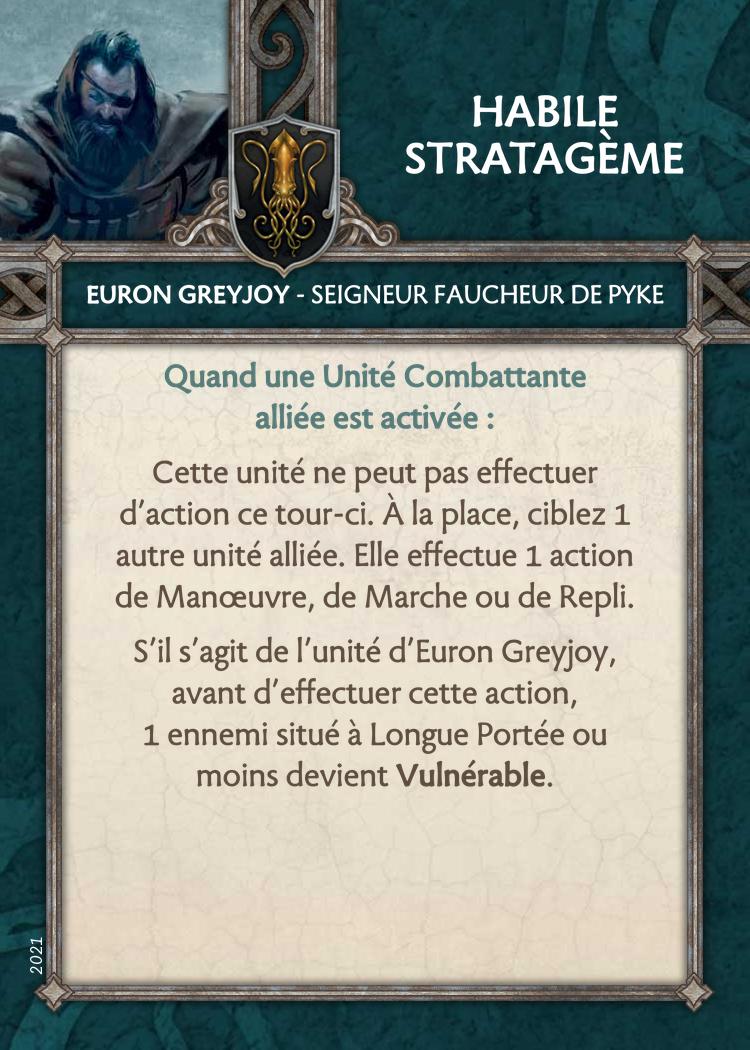 HABILE
STRATAGÈME
EURON GREYJOY - SEIGNEUR FAUCHEUR DE PYKE
Quand une Unité Combattante
alliée est activée :
Cette unité ne peut pas effectuer
d'action ce tour-ci. À la place, ciblez 1
autre unité alliée. Elle effectue 1 action
de Manœuvre, de Marche ou de Repli.
S'il s'agit de l'unité d'Euron Greyjoy,
avant d'effectuer cette action,
1 ennemi situé à Longue Portée ou
moins devient Vulnérable.
2021